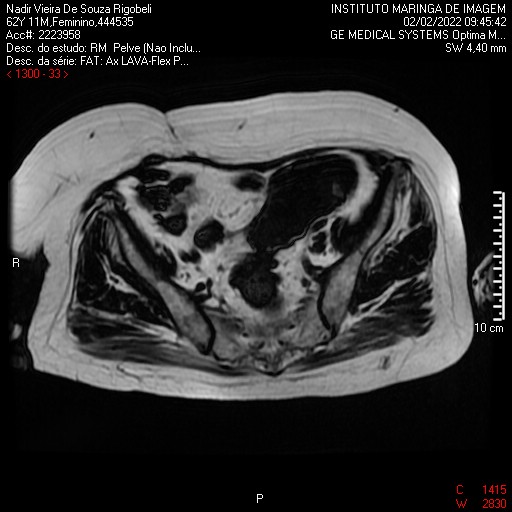 Nadir Vieira De Souza Rigobeli
62Y 11M,Feminino,444535
Acc#: 2223958
Desc. do estudo: RM Pelve (Nao Inclu...
Desc. da série: FAT: Ax LAVA-Flex P...
< 1300 - 33 >
INSTITUTO MARINGA DE IMAGEM
02/02/2022 09:45:42
GE MEDICAL SYSTEMS Optima M...
SW 4,40 mm
R
10 cm
P
C 1415
W 2830